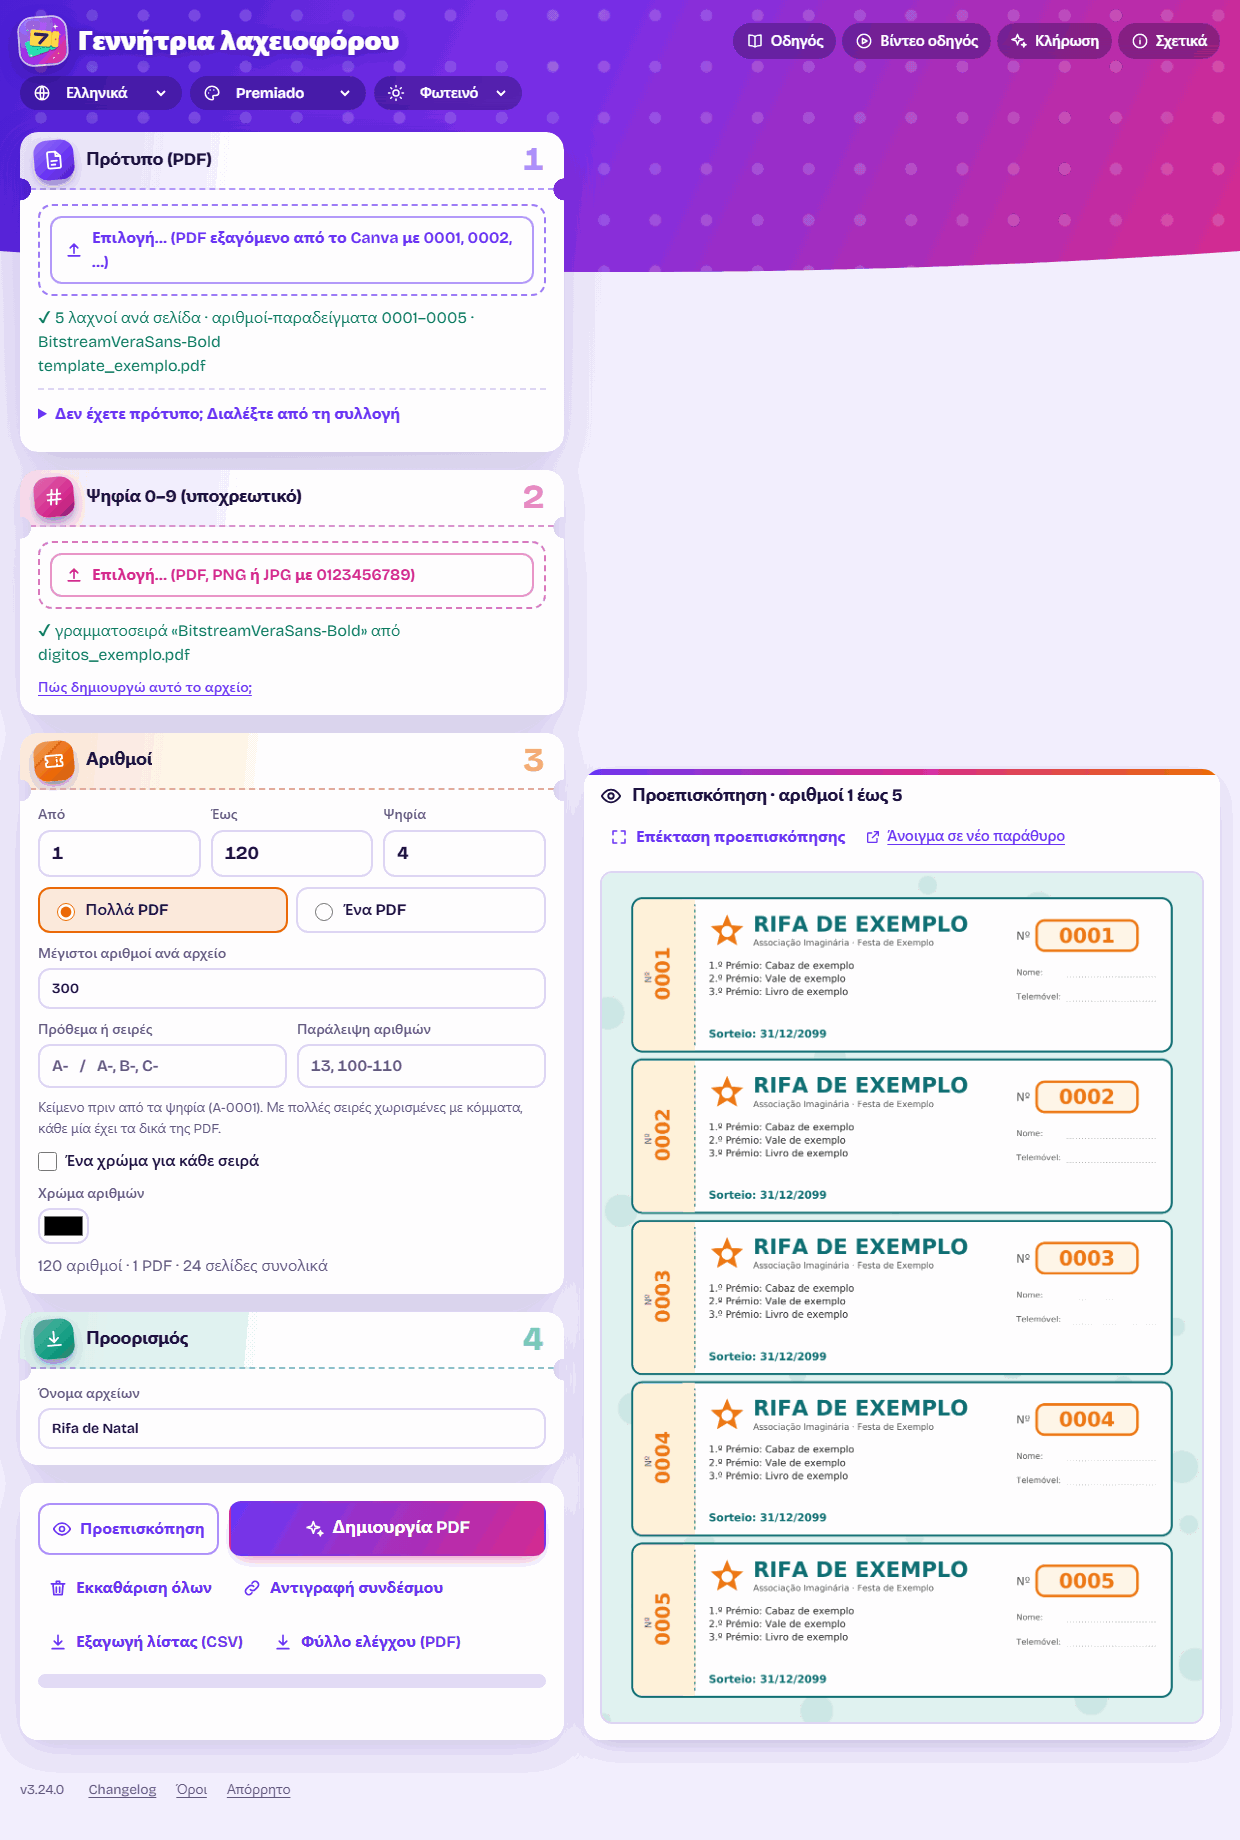 Γεννήτρια λαχειοφόρου
Οδηγός
Βίντεο οδηγός
Κλήρωση
Σχετικά
Ελληνικά
Premiado
Φωτεινό
Πρότυπο (PDF)
1
Επιλογή... (PDF εξαγόμενο από το Canva με 0001, 0002, ...)
✓ 5 λαχνοί ανά σελίδα · αριθμοί-παραδείγματα 0001–0005 ·
BitstreamVeraSans-Bold
template_exemplo.pdf
Δεν έχετε πρότυπο; Διαλέξτε από τη συλλογή
Ψηφία 0–9 (υποχρεωτικό)
2
Επιλογή... (PDF, PNG ή JPG με 0123456789)
✓ γραμματοσειρά «BitstreamVeraSans-Bold» από
digitos_exemplo.pdf
Πώς δημιουργώ αυτό το αρχείο;
Αριθμοί
3
Από
Έως
Ψηφία
1
120
4
Πολλά PDF
Ένα PDF
Μέγιστοι αριθμοί ανά αρχείο
300
Πρόθεμα ή σειρές
Παράλειψη αριθμών
A- / A-, B-, C-
13, 100-110
Κείμενο πριν από τα ψηφία (A-0001). Με πολλές σειρές χωρισμένες με κόμματα,
κάθε μία έχει τα δικά της PDF.
Ένα χρώμα για κάθε σειρά
Χρώμα αριθμών
120 αριθμοί · 1 PDF · 24 σελίδες συνολικά
Προορισμός
4
Όνομα αρχείων
Rifa de Natal
Προεπισκόπηση
Δημιουργία PDF
Εκκαθάριση όλων
Αντιγραφή συνδέσμου
Εξαγωγή λίστας (CSV)
Φύλλο ελέγχου (PDF)
Προεπισκόπηση · αριθμοί 1 έως 5
Επέκταση προεπισκόπησης
Άνοιγμα σε νέο παράθυρο
Nº 0001
RIFA DE EXEMPLO
Associação Imaginária · Festa de Exemplo
1.º Prémio: Cabaz de exemplo
2.º Prémio: Vale de exemplo
3.º Prémio: Livro de exemplo
Sorteio: 31/12/2099
Nº 0001
Nome:
Telemóvel:
Nº 0002
RIFA DE EXEMPLO
Associação Imaginária · Festa de Exemplo
1.º Prémio: Cabaz de exemplo
2.º Prémio: Vale de exemplo
3.º Prémio: Livro de exemplo
Sorteio: 31/12/2099
Nº 0002
Nome:
Telemóvel:
Nº 0003
RIFA DE EXEMPLO
Associação Imaginária · Festa de Exemplo
1.º Prémio: Cabaz de exemplo
2.º Prémio: Vale de exemplo
3.º Prémio: Livro de exemplo
Sorteio: 31/12/2099
Nº 0003
Nome:
Telemóvel:
Nº 0004
RIFA DE EXEMPLO
Associação Imaginária · Festa de Exemplo
1.º Prémio: Cabaz de exemplo
2.º Prémio: Vale de exemplo
3.º Prémio: Livro de exemplo
Sorteio: 31/12/2099
Nº 0004
Nome:
Telemóvel:
Nº 0005
RIFA DE EXEMPLO
Associação Imaginária · Festa de Exemplo
1.º Prémio: Cabaz de exemplo
2.º Prémio: Vale de exemplo
3.º Prémio: Livro de exemplo
Sorteio: 31/12/2099
Nº 0005
Nome:
Telemóvel:
v3.24.0
Changelog
Όροι
Απόρρητο